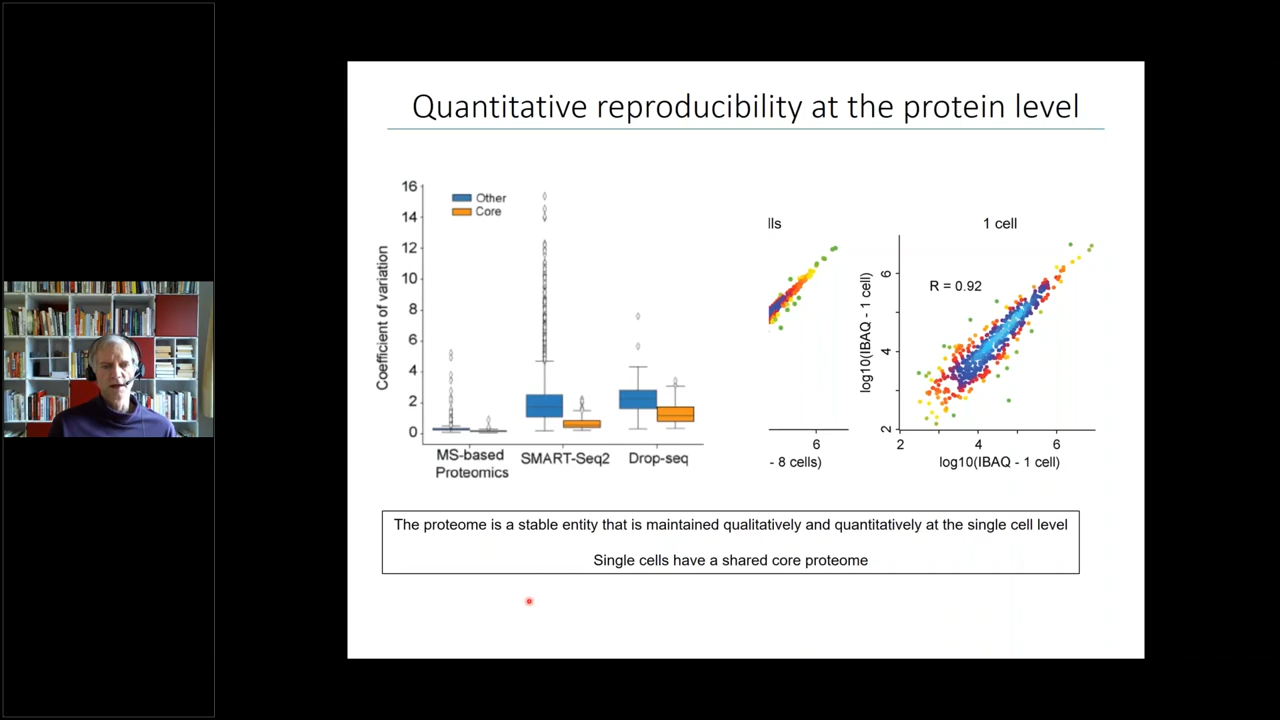 Quantitative reproducibility at the protein level
16
14
12
10
8
6
4
2
0
Coefficient of variation
Other
Core
MS-based
Proteomics
SMART-Seq2
Drop-seq
lls
6
- 8 cells)
1 cell
R = 0.92
log10(IBAQ - 1 cell)
6
4
2
2
4
6
log10(IBAQ - 1 cell)
The proteome is a stable entity that is maintained qualitatively and quantitatively at the single cell level
Single cells have a shared core proteome